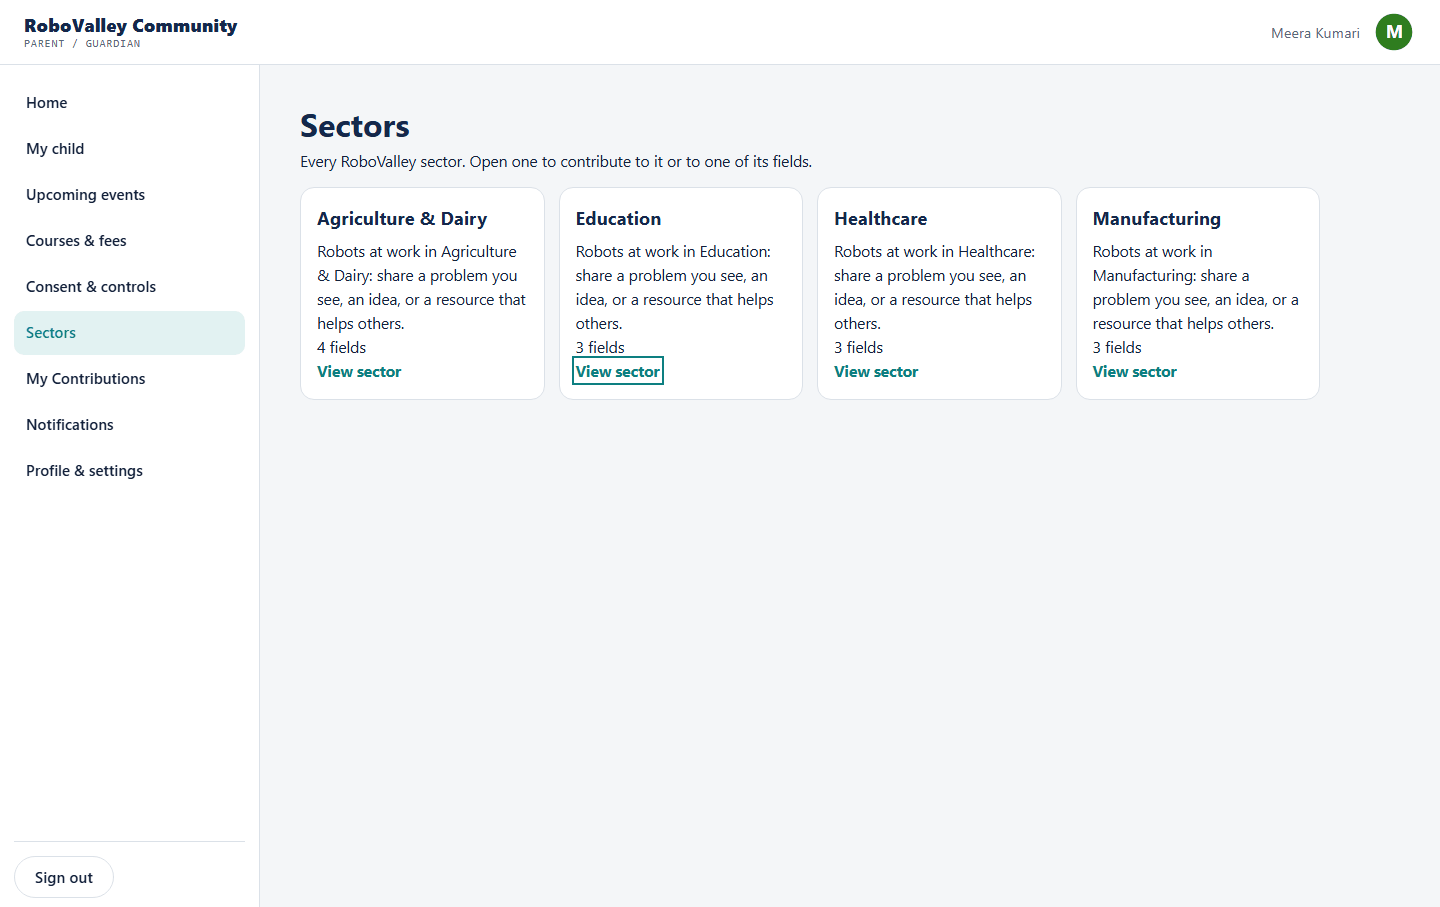 RoboValley Community
PARENT / GUARDIAN
Meera Kumari
M
Home
My child
Upcoming events
Courses & fees
Consent & controls
Sectors
My Contributions
Notifications
Profile & settings
Sign out
Sectors
Every RoboValley sector. Open one to contribute to it or to one of its fields.
Agriculture & Dairy
Robots at work in Agriculture
& Dairy: share a problem you
see, an idea, or a resource that
helps others.
4 fields
View sector
Education
Robots at work in Education:
share a problem you see, an
idea, or a resource that helps
others.
3 fields
View sector
Healthcare
Robots at work in Healthcare:
share a problem you see, an
idea, or a resource that helps
others.
3 fields
View sector
Manufacturing
Robots at work in
Manufacturing: share a
problem you see, an idea, or a
resource that helps others.
3 fields
View sector